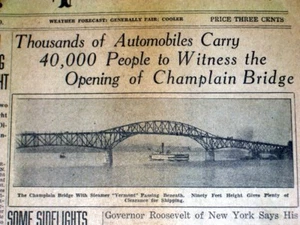 WEATHER FORECAST: GENERALLY FAIR; COOLER
PRICE THREE CENTS
Thousands of Automobiles Carry
40,000 People to Witness the
Opening of Champlain Bridge
The Champlain Bridge With Steamer "Vermont" Passing Beneath. Ninety Foot Height Gives Plenty of
Clearance for Shipping.
SOME SIDELIGHTS
Governor Roosevelt of New York Says His